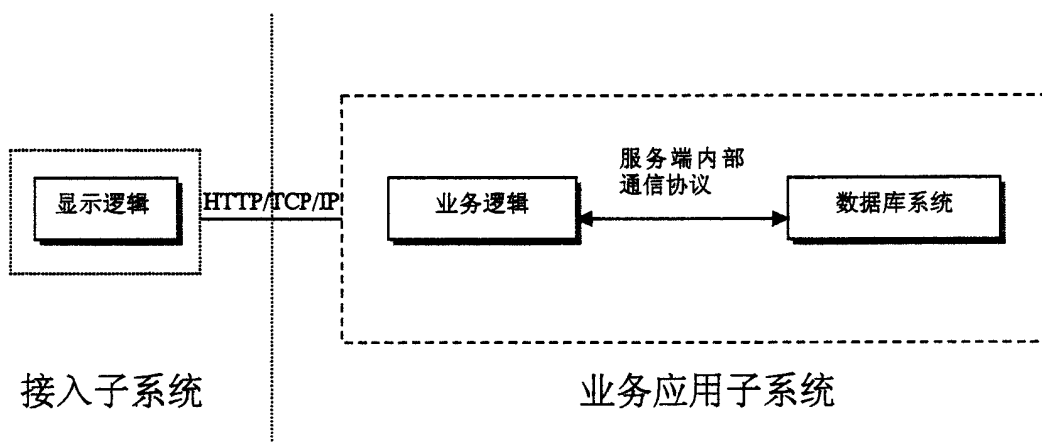 服务端内部
通信协议
显示逻辑
HTTP/TCP/IP
业务逻辑
数据库系统
接入子系统
业务应用子系统